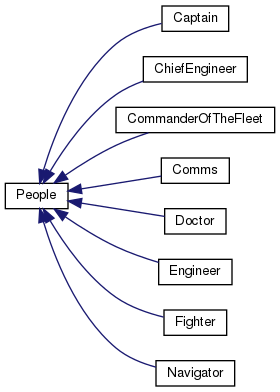 Captain
ChiefEngineer
CommanderOfTheFleet
Comms
People
Doctor
Engineer
Fighter
Navigator